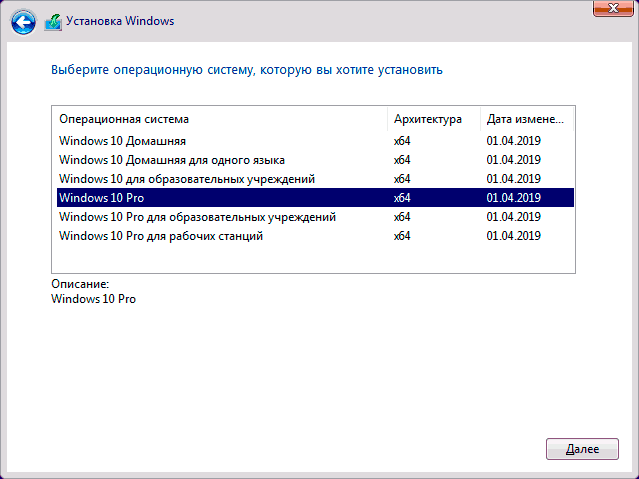 Установка Windows
Выберите операционную систему, которую вы хотите установить
Операционная система Архитектура Дата измене...
Windows 10 Домашняя x64 01.04.2019
Windows 10 Домашняя для одного языка x64 01.04.2019
Windows 10 для образовательных учреждений x64 01.04.2019
Windows 10 Pro x64 01.04.2019
Windows 10 Pro для образовательных учреждений x64 01.04.2019
Windows 10 Pro для рабочих станций x64 01.04.2019
Описание:
Windows 10 Pro
Далее